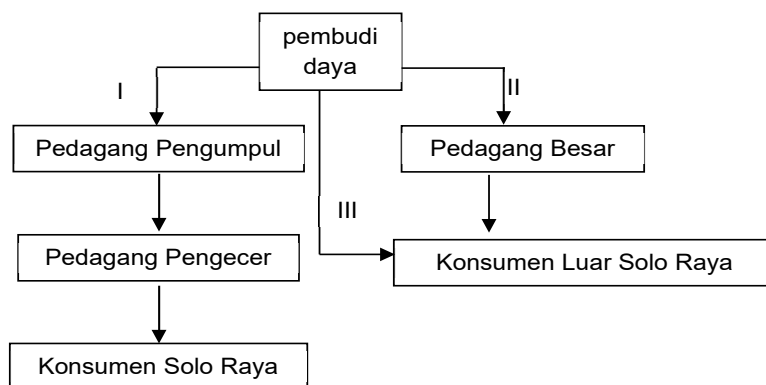 pembudi
daya
I
II
Pedagang Pengumpul
Pedagang Besar
III
Pedagang Pengecer
Konsumen Luar Solo Raya
Konsumen Solo Raya